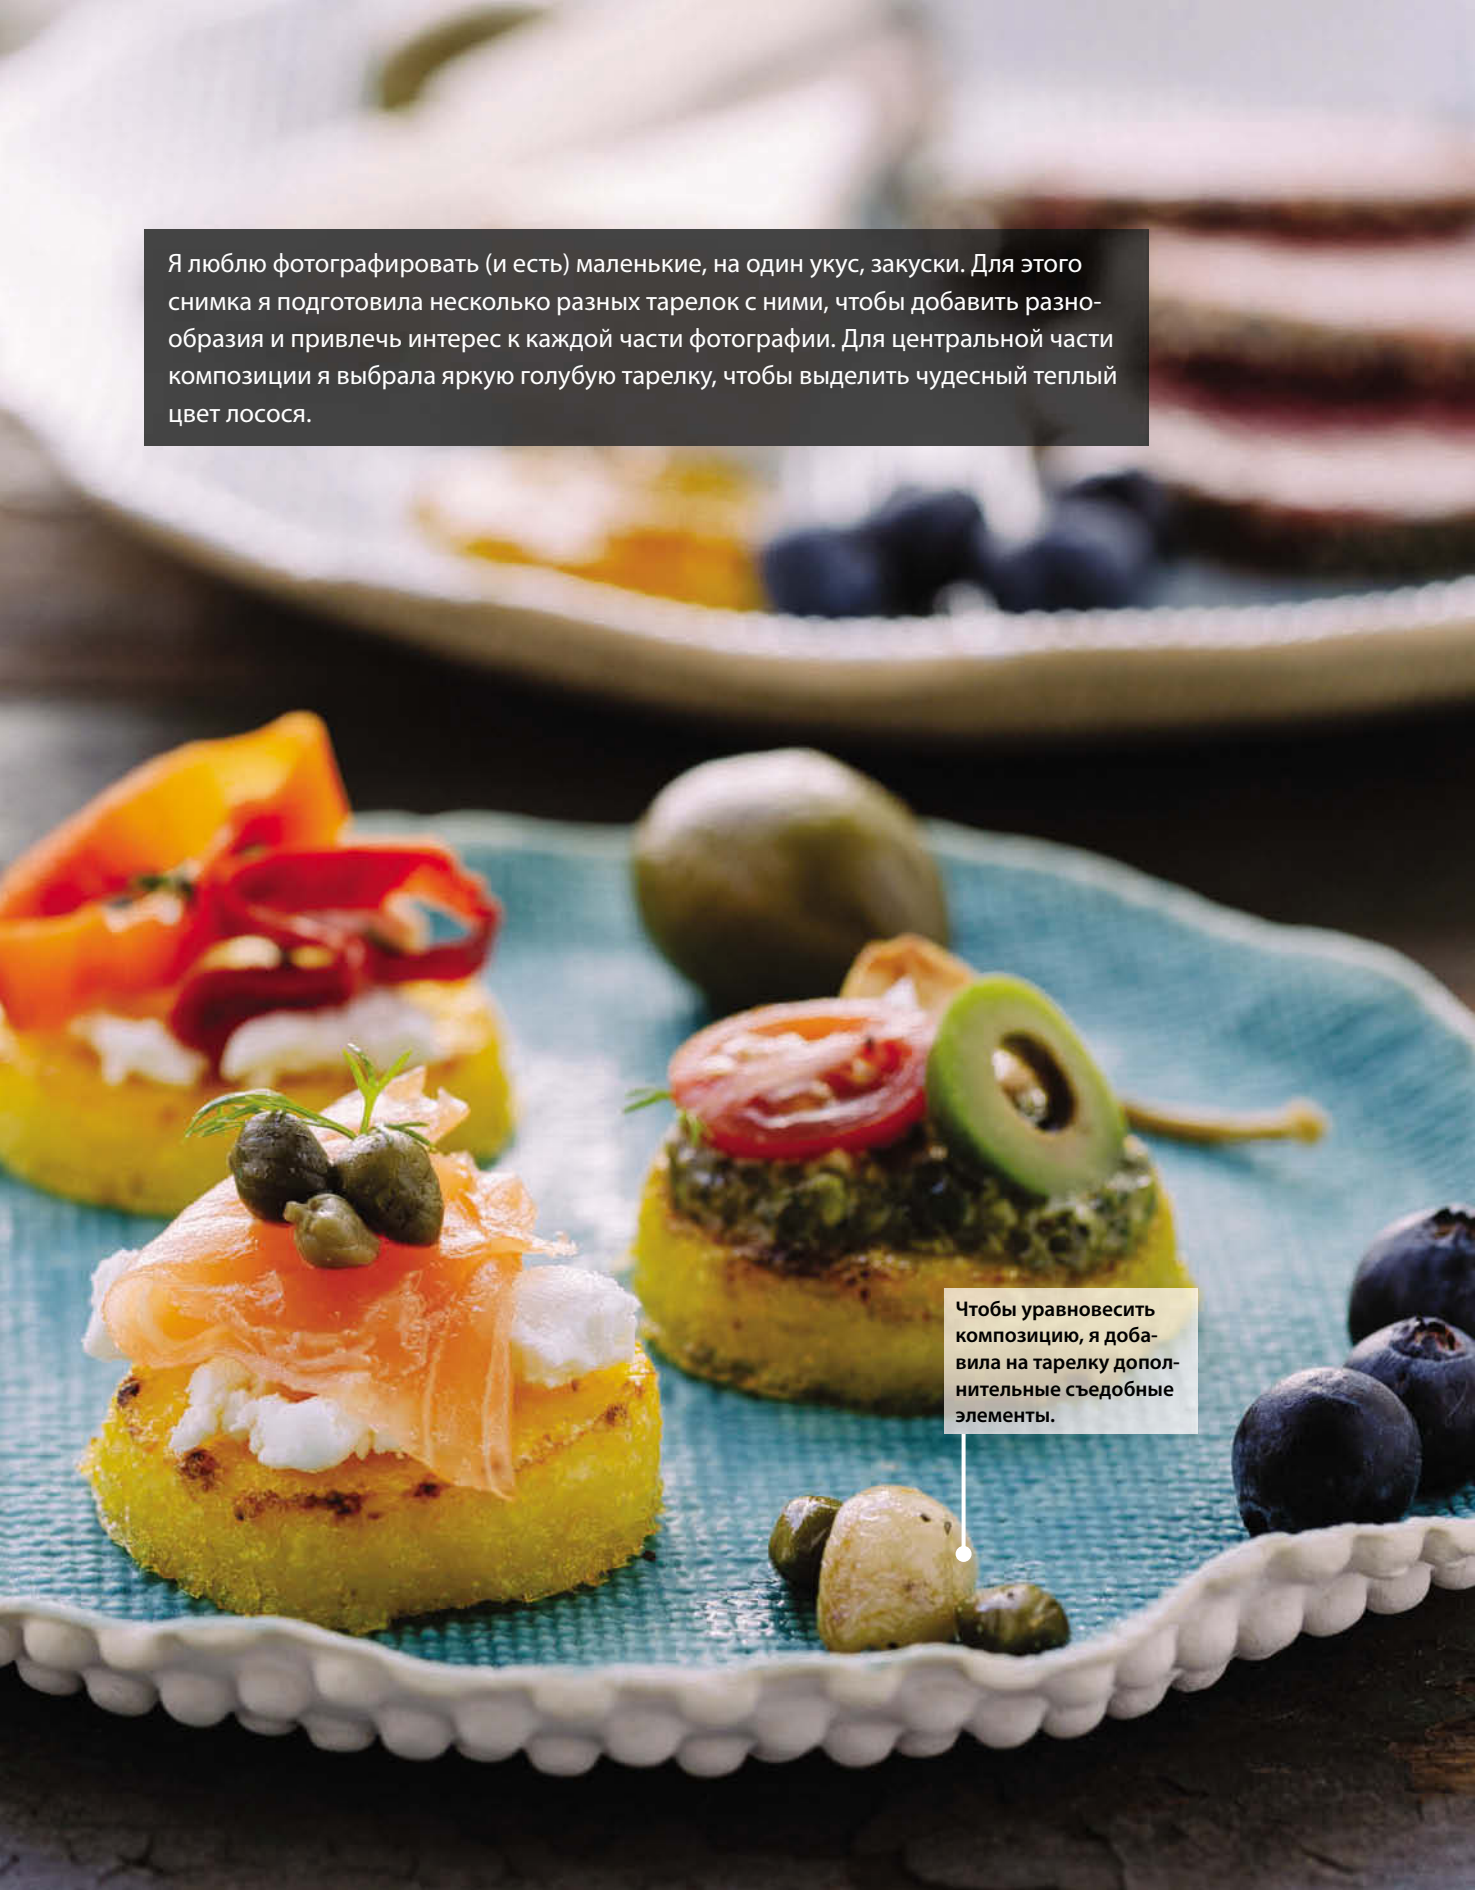 Я люблю фотографировать (и есть) маленькие, на один укус, закуски. Для этого
снимка я подготовила несколько разных тарелок с ними, чтобы добавить разно-
образия и привлечь интерес к каждой части фотографии. Для центральной части
композиции я выбрала яркую голубую тарелку, чтобы выделить чудесный теплый
цвет лосося.
Чтобы уравновесить
композицию, я доба-
вила на тарелку допол-
нительные съедобные
элементы.